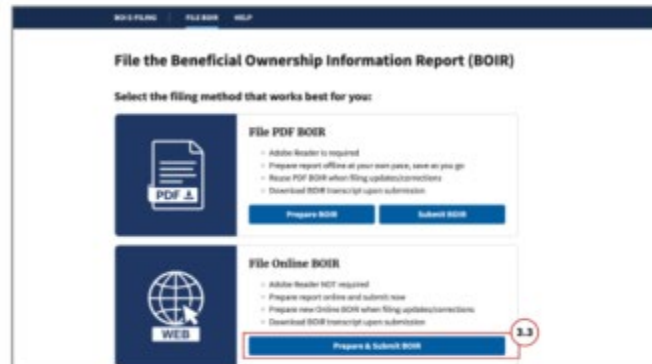 BOI E-FILING FILE BOIR HELP
File the Beneficial Ownership Information Report (BOIR)
Select the filing method that works best for you:
File PDF BOIR
Adobe Reader is required
Prepare report offline at your own pace, save as you go
Reuse PDF BOIR when filing updates/corrections
Download BOIR transcript upon submission
PDF
Prepare BOIR Submit BOIR
File Online BOIR
Adobe Reader NOT required
Prepare report online and submit now
Prepare new Online BOIR when filing updates/corrections
Download BOIR transcript upon submission
WEB
Prepare & Submit BOIR
3.3